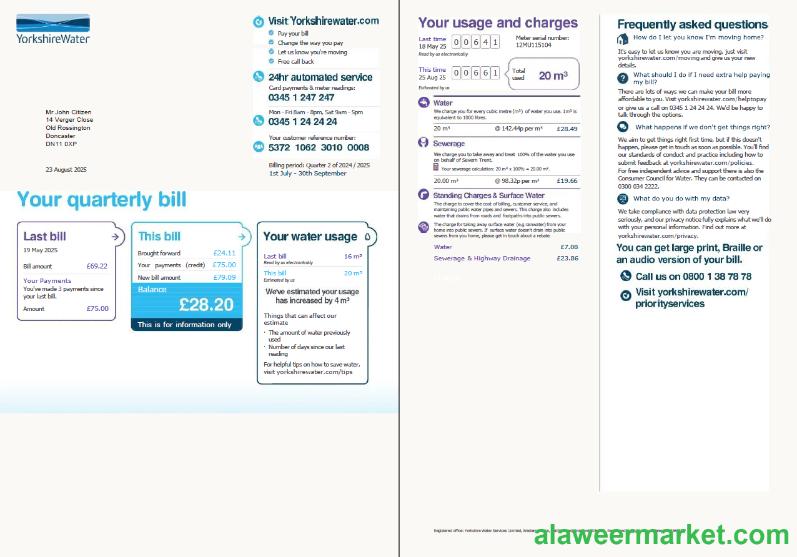 YorkshireWater
Visit YorkshireWater.com
Pay your bill
Change the way you pay
Let us know you're moving
Free call back
24hr automated service
Card payments & meter readings:
0345 1 247 247
Mon - Fri 8am - 8pm, Sat 9am - 5pm
0345 1 24 24 24
Your customer reference number:
5372 1062 3010 0008
Billing period: Quarter 2 of 2024 / 2025
1st July - 30th September
Mr John Citizen
14 Verger Close
Old Rossington
Doncaster
DN11 0XP
23 August 2025
Your quarterly bill
Last bill
19 May 2025
Bill amount £69.22
Your Payments
You've made 3 payments since
your last bill.
Amount £75.00
This bill
Brought forward £24.11
Your payments (credit) £75.00
New bill amount £79.09
Balance
£28.20
This is for information only
Your water usage
Last bill 16 m³
Read by us electronically
This bill 20 m³
Estimated by us
We've estimated your usage
has increased by 4 m³
Things that can affect our
estimate
· The amount of water previously
used
· Number of days since our last
reading
For helpful tips on how to save water,
visit yorkshirewater.com/tips
Your usage and charges
Last time
18 May 25
00641
Meter serial number:
12MU115104
Read by us electronically
This time
25 Aug 25
00661
Total
used
20 m³
Estimated by us
Water
We charge you for every cubic metre (m³) of water you use. 1m³ is
equivalent to 1000 litres.
20 m³ @ 142.44p per m³ £28.49
Sewerage
We charge you to take away and treat 100% of the water you use
on behalf of Severn Trent.
Your sewerage calculation: 20 m³ x 100% = 20.00 m³.
20.00 m³ @ 98.32p per m³ £19.66
Standing Charges & Surface Water
The charge to cover the cost of billing, customer service, and
maintaining public water pipes and sewers. This charge also includes
water that drains from roads and footpaths into public sewers.
The charge for taking away surface water (e.g. rainwater) from your
home into public sewers. If surface water doesn't drain into public
sewers from you home, please get in touch about a rebate.
Water £7.08
Sewerage & Highway Drainage £23.86
Frequently asked questions
How do I let you know I'm moving home?
It's easy to let us know you are moving, just visit
yorkshirewater.com/moving and give us your new
details.
What should I do if I need extra help paying
my bill?
There are lots of ways we can make your bill more
affordable to you. Visit yorkshirewater.com/helptopay
or give us a call on 0345 1 24 24 24. We'd be happy to
talk through the options.
What happens if we don't get things right?
We aim to get things right first time, but if this doesn't
happen, please get in touch as soon as possible. You'll find
our standards of conduct and practice including how to
submit feedback at yorkshirewater.com/policies.
For free independent advice and support there is also the
Consumer Council for Water. They can be contacted on
0300 034 2222.
What do you do with my data?
We take compliance with data protection law very
seriously, and our privacy notice fully explains what we'll do
with your personal information. Find out more at
yorkshirewater.com/privacy.
You can get large print, Braille or
an audio version of your bill.
Call us on 0800 1 38 78 78
Visit yorkshirewater.com/
priorityservices
Registered office: Yorkshire Water Services Limited,
alaweermarket.com